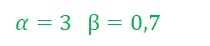 α = 3 β = 0,7